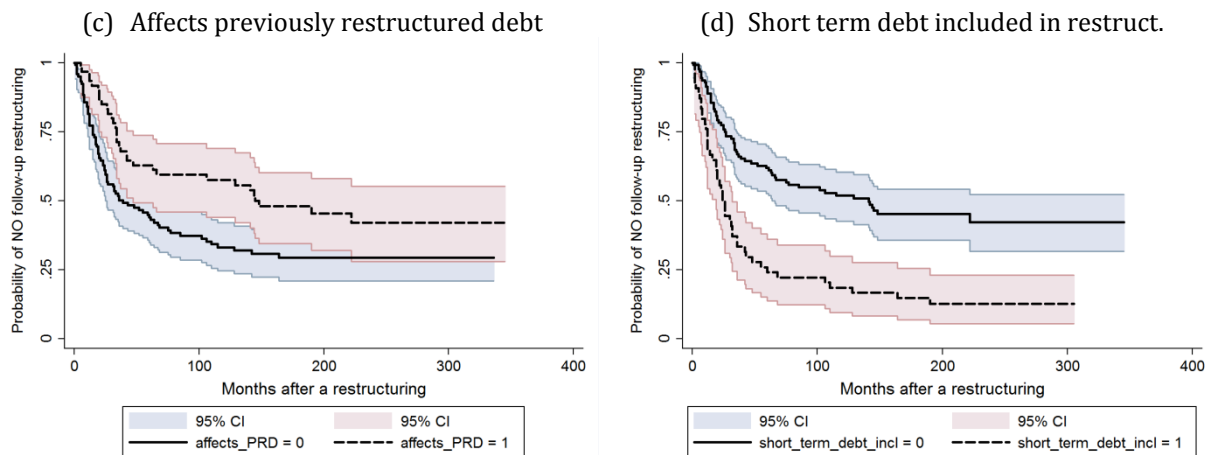 (c) Affects previously restructured debt
Probability of NO follow-up restructuring
1
.75
.5
.25
0
0 100 200 300 400
Months after a restructuring
95% CI 95% CI
affects_PRD = 0 affects_PRD = 1
(d) Short term debt included in restruct.
Probability of NO follow-up restructuring
1
.75
.5
.25
0
0 100 200 300 400
Months after a restructuring
95% CI 95% CI
short_term_debt_incl = 0 short_term_debt_incl = 1